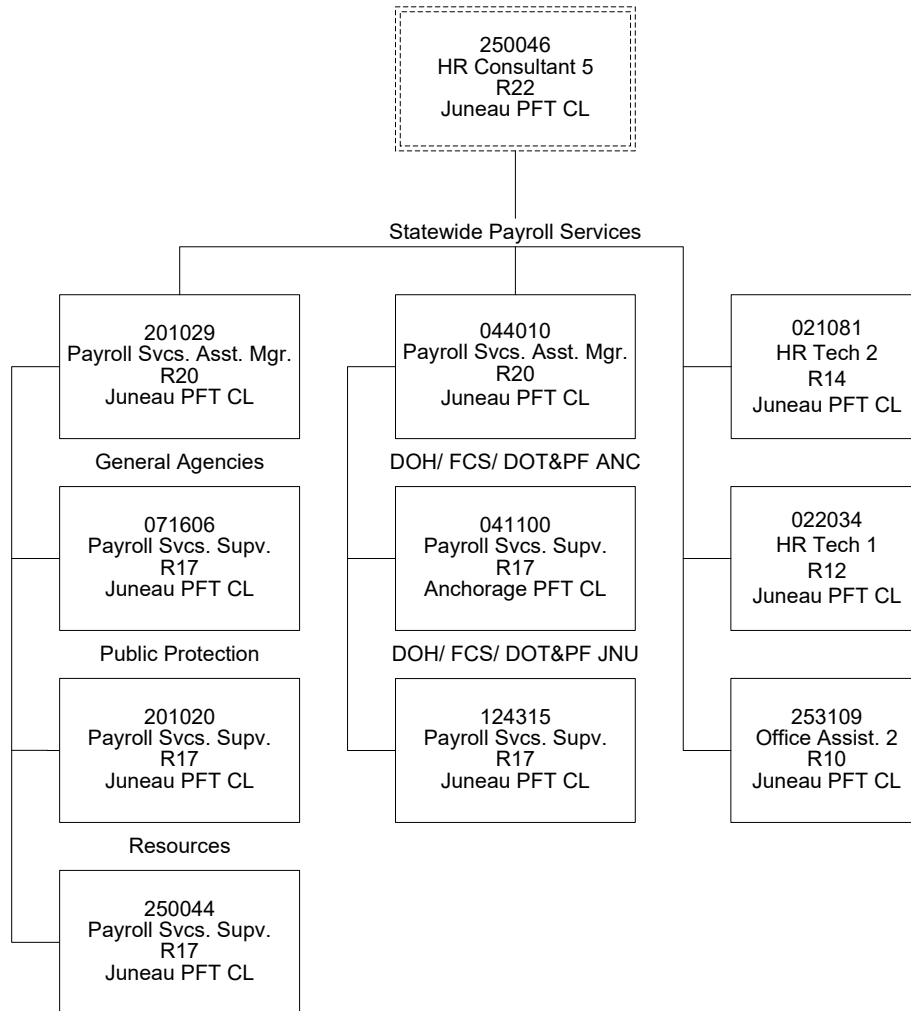 250046
HR Consultant 5
R22
Juneau PFT CL
Statewide Payroll Services
201029
Payroll Svcs. Asst. Mgr.
R20
Juneau PFT CL
General Agencies
071606
Payroll Svcs. Supv.
R17
Juneau PFT CL
Public Protection
201020
Payroll Svcs. Supv.
R17
Juneau PFT CL
Resources
250044
Payroll Svcs. Supv.
R17
Juneau PFT CL
044010
Payroll Svcs. Asst. Mgr.
R20
Juneau PFT CL
DOH/ FCS/ DOT&PF ANC
041100
Payroll Svcs. Supv.
R17
Anchorage PFT CL
DOH/ FCS/ DOT&PF JNU
124315
Payroll Svcs. Supv.
R17
Juneau PFT CL
021081
HR Tech 2
R14
Juneau PFT CL
022034
HR Tech 1
R12
Juneau PFT CL
253109
Office Assist. 2
R10
Juneau PFT CL